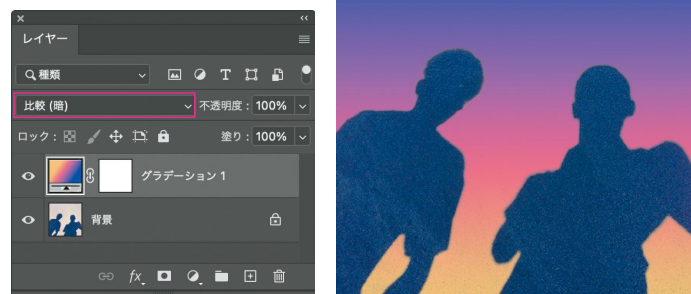 レイヤー
種類
比較 (暗) 不透明度： 100%
ロック： 塗り： 100%
グラデーション 1
背景
fx